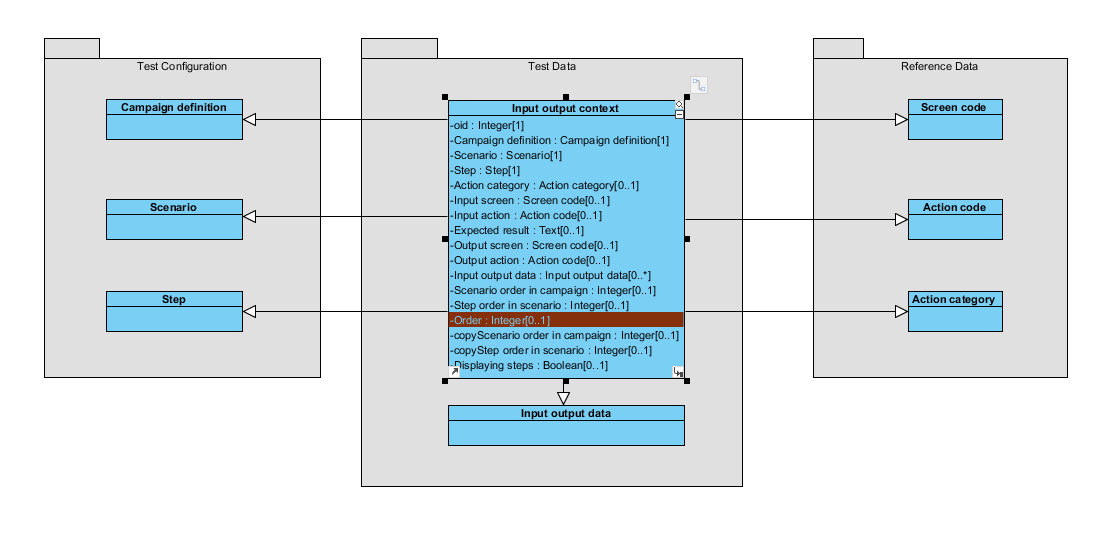 Test Configuration
Campaign definition
Scenario
Step
Test Data
Input output context
-oid : Integer[1]
-Campaign definition : Campaign definition[1]
-Scenario : Scenario[1]
-Step : Step[1]
-Action category : Action category[0..1]
-Input screen : Screen code[0..1]
-Input action : Action code[0..1]
-Expected result : Text[0..1]
-Output screen : Screen code[0..1]
-Output action : Action code[0..1]
-Input output data : Input output data[0..*]
-Scenario order in campaign : Integer[0..1]
-Step order in scenario : Integer[0..1]
-Order : Integer[0..1]
-copyScenario order in campaign : Integer[0..1]
-copyStep order in scenario : Integer[0..1]
-Displaying steps : Boolean[0..1]
Input output data
Reference Data
Screen code
Action code
Action category